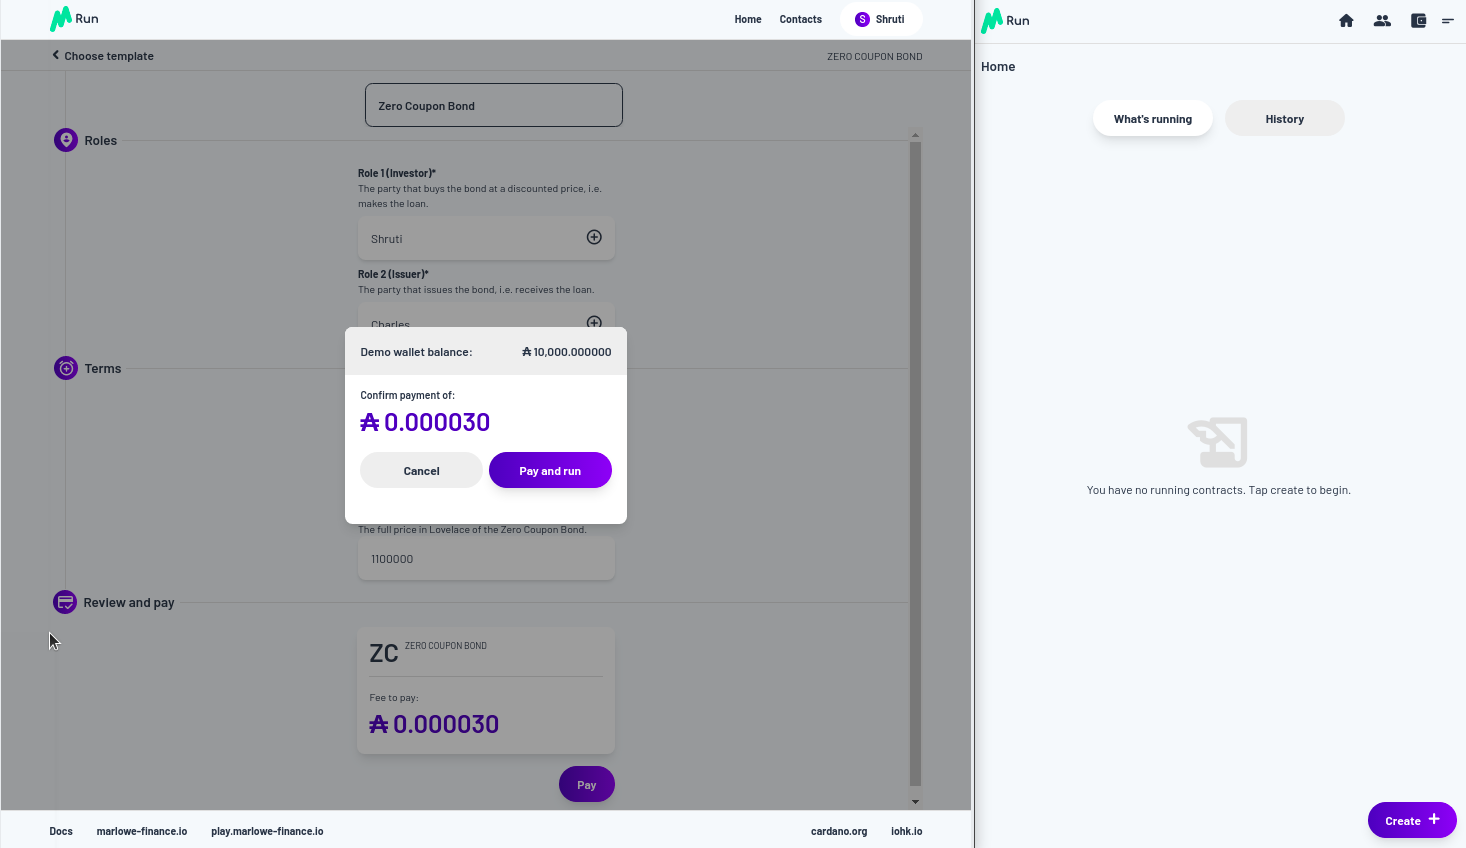 Run
Home
Contacts
S
Shruti
Choose template
ZERO COUPON BOND
Zero Coupon Bond
Roles
Role 1 (Investor)*
The party that buys the bond at a discounted price, i.e.
makes the loan.
Shruti
Role 2 (Issuer)*
The party that issues the bond, i.e. receives the loan.
Charles
Demo wallet balance:
₳ 10,000.000000
Terms
Confirm payment of:
₳ 0.000030
Cancel
Pay and run
The full price in Lovelace of the Zero Coupon Bond.
1100000
Review and pay
ZC
ZERO COUPON BOND
Fee to pay:
₳ 0.000030
Pay
Docs
marlowe-finance.io
play.marlowe-finance.io
cardano.org
iohk.io
Run
Home
What's running
History
You have no running contracts. Tap create to begin.
Create +